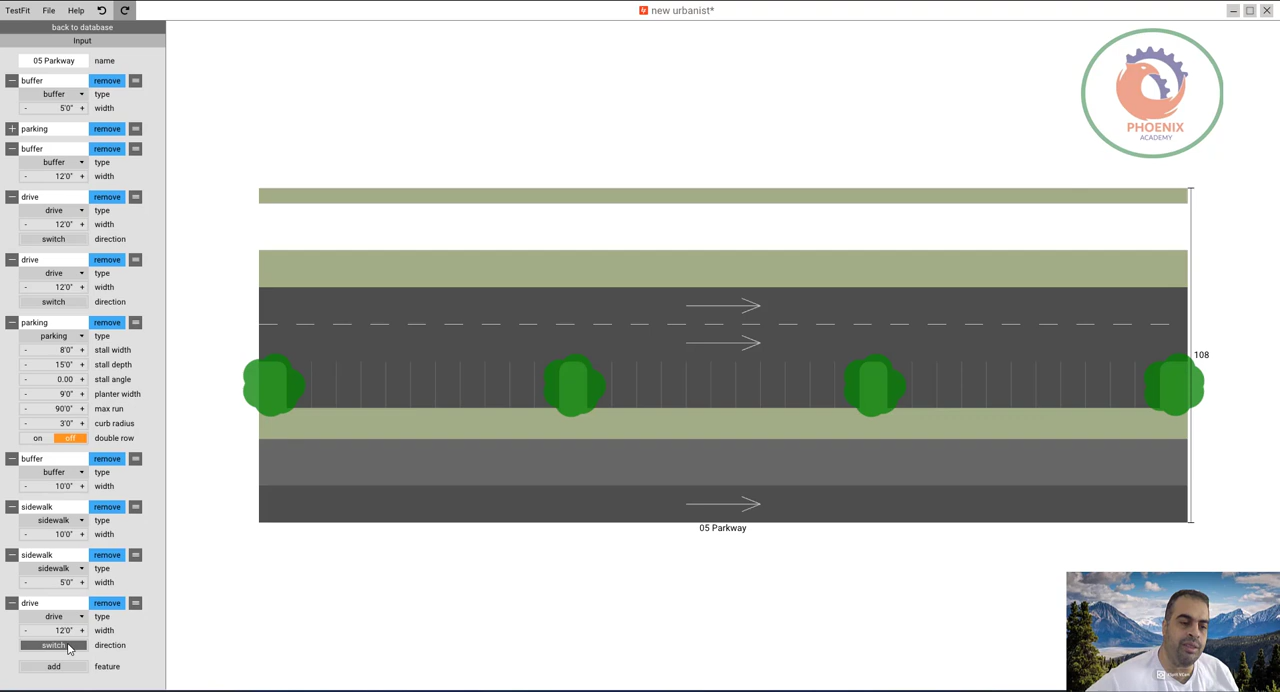 TestFit File Help new urbanist*
back to database
Input
05 Parkway name
buffer remove
buffer type
- 5'0" + width
parking remove
buffer remove
buffer type
- 12'0" + width
drive remove
drive type
- 12'0" + width
switch direction
drive remove
drive type
- 12'0" + width
switch direction
parking remove
parking type
- 8'0" + stall width
- 15'0" + stall depth
- 0.00 + stall angle
- 9'0" + planter width
- 90'0" + max run
- 3'0" + curb radius
on off double row
buffer remove
buffer type
- 10'0" + width
sidewalk remove
sidewalk type
- 10'0" + width
sidewalk remove
sidewalk type
- 5'0" + width
drive remove
drive type
- 12'0" + width
switch direction
add feature
PHOENIX
ACADEMY
108
05 Parkway